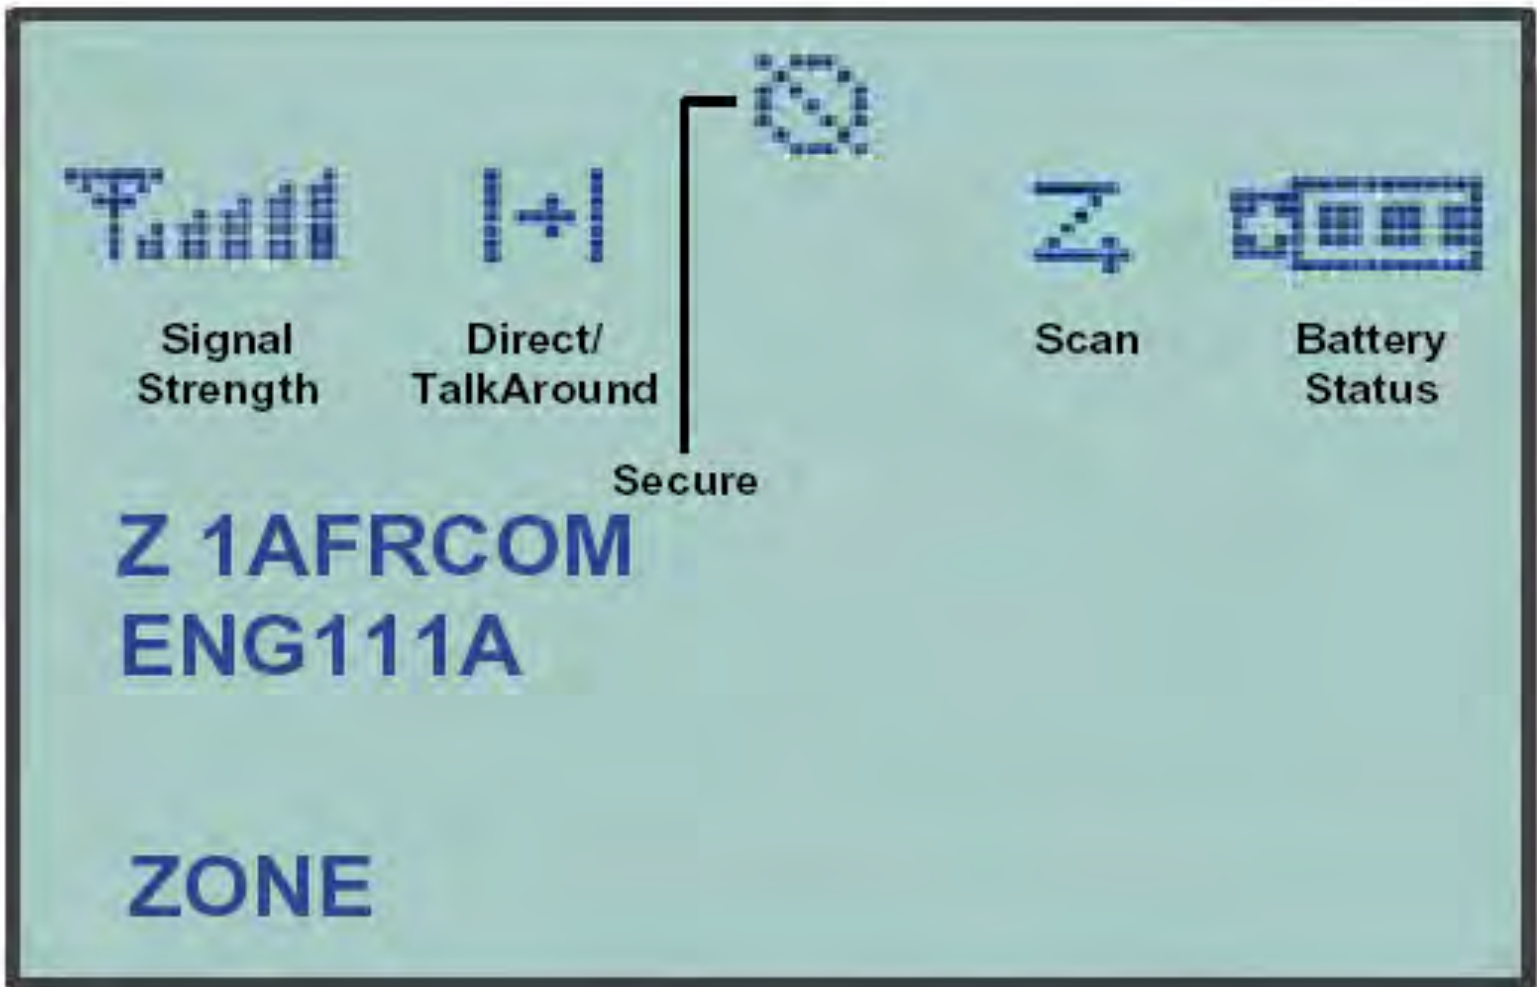 Signal
Strength
Direct/
TalkAround
Secure
Scan
Battery
Status
Z 1AFRCOM
ENG111A
ZONE